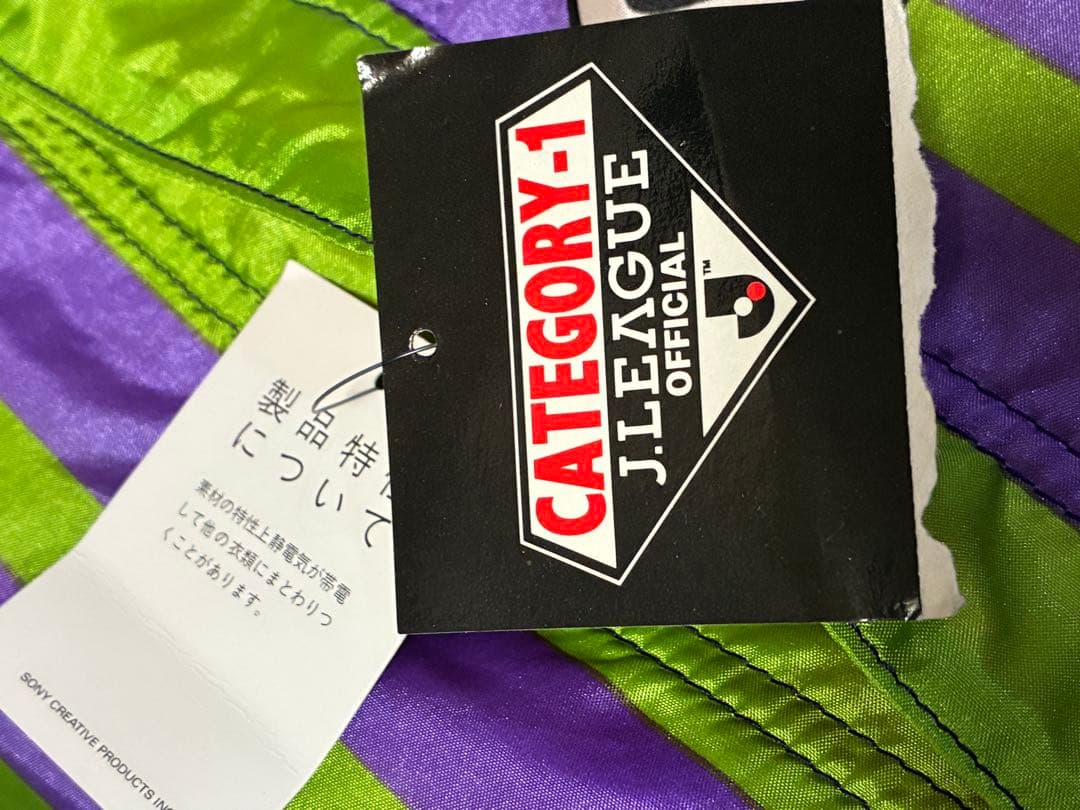 CATEGORY-1
J.LEAGUE
OFFICIAL
TM
製品特
について
素材の特性上静電気が帯電
して他の衣類にまとわりつ
くことがあります。
SONY CREATIVE PRODUCTS INC